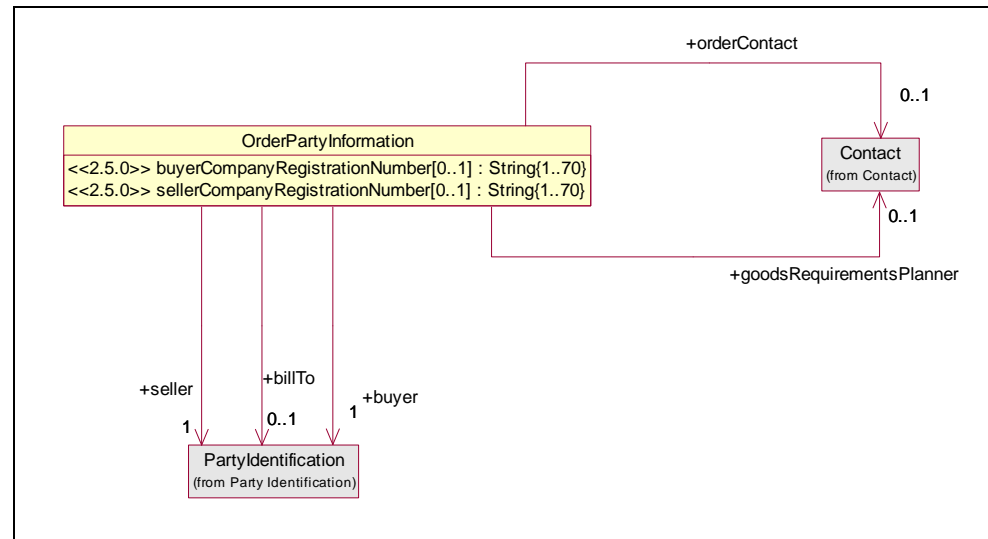 +orderContact
0..1
OrderPartyInformation
<<2.5.0>> buyerCompanyRegistrationNumber[0..1] : String{1..70}
<<2.5.0>> sellerCompanyRegistrationNumber[0..1] : String{1..70}
Contact
(from Contact)
0..1
+goodsRequirementsPlanner
+seller
+billTo
+buyer
1
0..1
1
PartyIdentification
(from Party Identification)